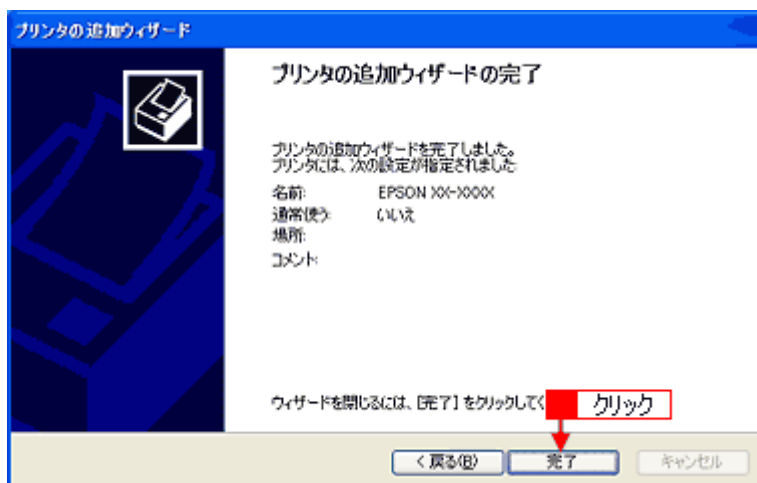 プリンタの追加ウィザード
プリンタの追加ウィザードの完了
プリンタの追加ウィザードを完了しました。
プリンタには、次の設定が指定されました
名前: EPSON XX-XXXX
通常使う: いいえ
場所:
コメント:
ウィザードを閉じるには、[完了] をクリックしてく
クリック
< 戻る(B)
完了
キャンセル